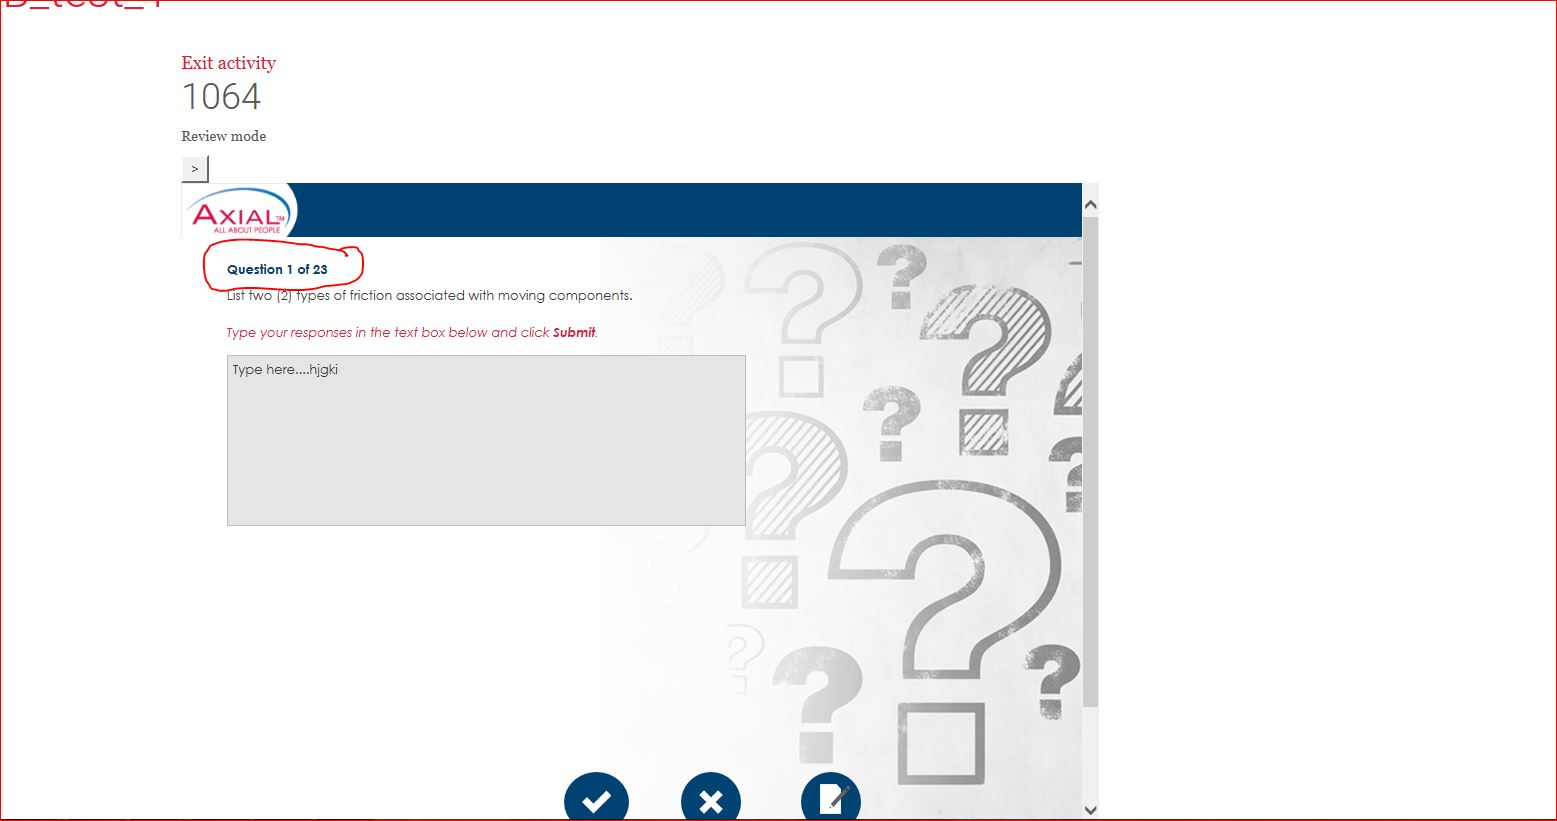 Exit activity
1064
Review mode
>
AXIAL™
ALL ABOUT PEOPLE
Question 1 of 23
List two (2) types of friction associated with moving components.
Type your responses in the text box below and click Submit.
Type here....hjgki